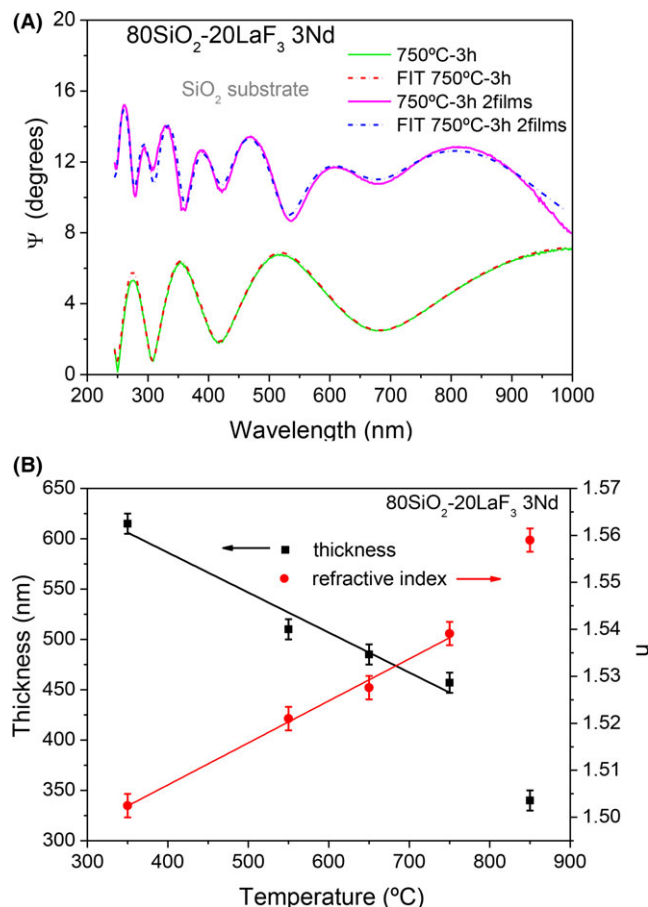 (A)
80SiO₂-20LaF₃ 3Nd
SiO₂ substrate
750ºC-3h
FIT 750ºC-3h
750ºC-3h 2films
FIT 750ºC-3h 2films
Ψ (degrees)
20
16
12
8
4
0
200 300 400 500 600 700 800 900 1000
Wavelength (nm)
(B)
80SiO₂-20LaF₃ 3Nd
thickness
refractive index
Thickness (nm)
650
600
550
500
450
400
350
300
1.57
1.56
1.55
1.54
1.53
1.52
1.51
1.50
n
300 400 500 600 700 800 900
Temperature (ºC)